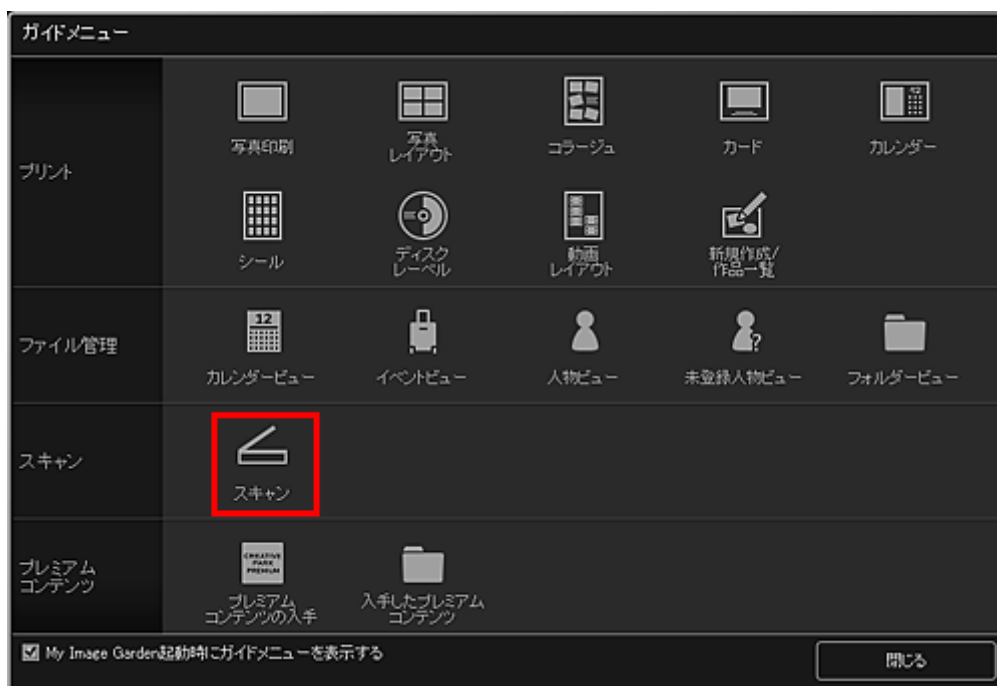 ガイドメニュー
プリント
写真印刷
写真
レイアウト
コラージュ
カード
カレンダー
シール
ディスク
レーベル
動画
レイアウト
新規作成/
作品一覧
ファイル管理
12
カレンダービュー
イベントビュー
人物ビュー
?
未登録人物ビュー
フォルダービュー
スキャン
スキャン
プレミアム
コンテンツ
CREATIVE
PARK
PREMIUM
プレミアム
コンテンツの入手
入手したプレミアム
コンテンツ
My Image Garden起動時にガイドメニューを表示する
閉じる